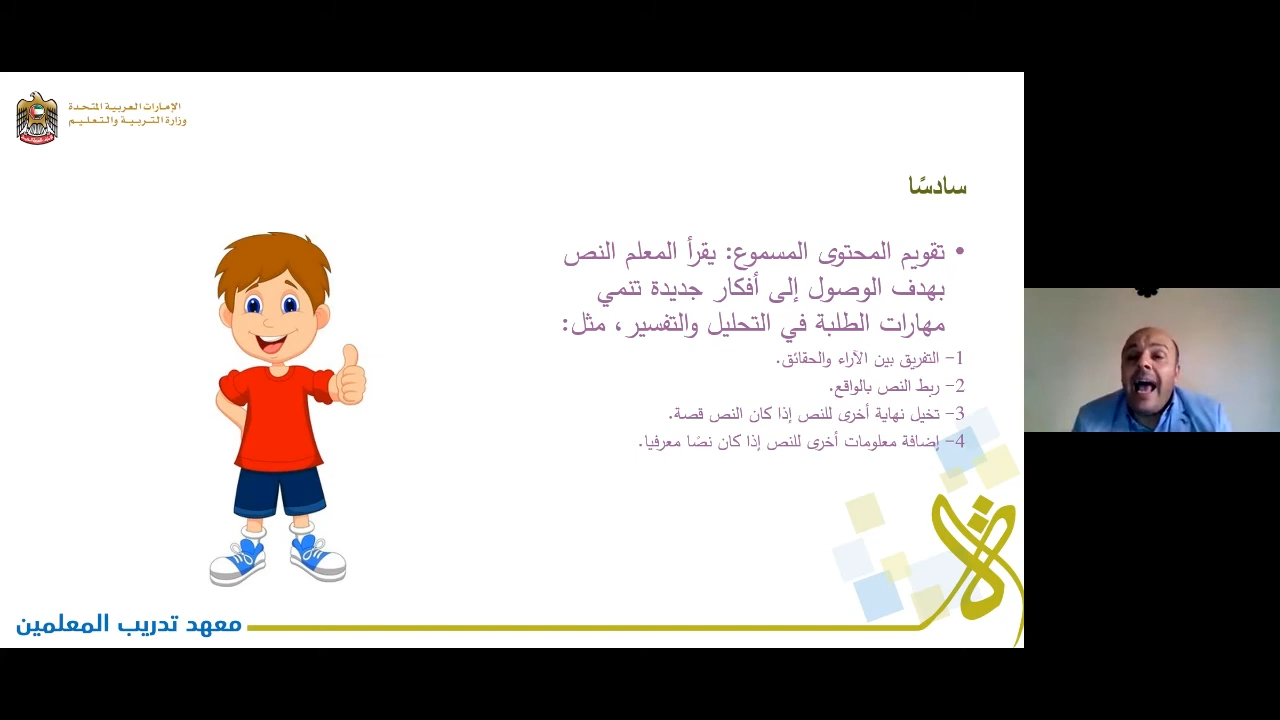 الإمارات العربية المتحدة
وزارة التربية والتعليم
سادسًا
• تقويم المحتوى المسموع: يقرأ المعلم النص
بهدف الوصول إلى أفكار جديدة تنمي
مهارات الطلبة في التحليل والتفسير، مثل:
1- التفريق بين الآراء والحقائق.
2- ربط النص بالواقع.
3- تخيل نهاية أخرى للنص إذا كان النص قصة.
4- إضافة معلومات أخرى للنص إذا كان نصًا معرفيا.
معهد تدريب المعلمين